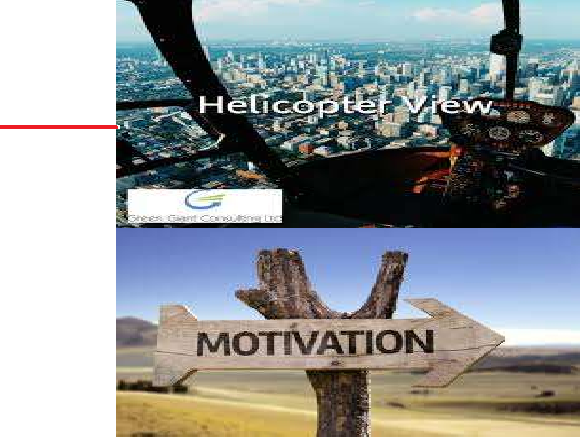 Helicopter View
Green Giant Consulting Ltd
MOTIVATION